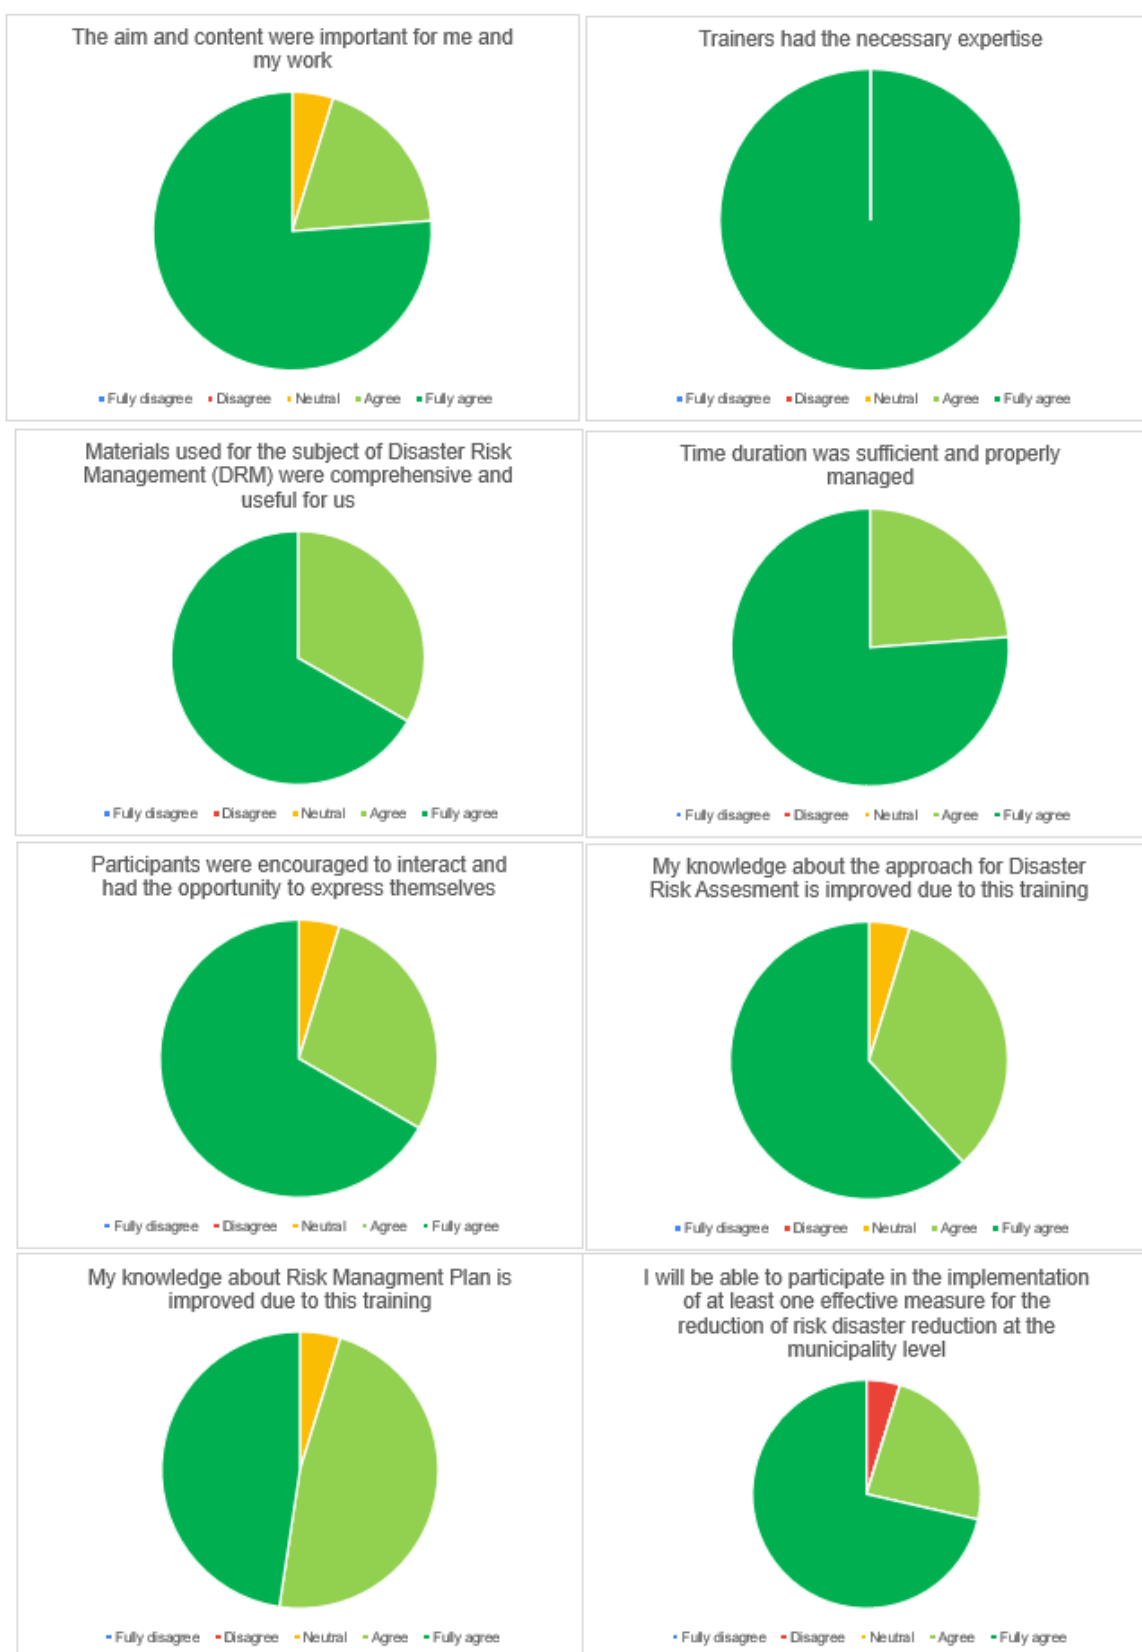 The aim and content were important for me and
my work
Fully disagree Disagree Neutral Agree Fully agree
Trainers had the necessary expertise
Fully disagree Disagree Neutral Agree Fully agree
Materials used for the subject of Disaster Risk
Management (DRM) were comprehensive and
useful for us
Fully disagree Disagree Neutral Agree Fully agree
Time duration was sufficient and properly
managed
Fully disagree Disagree Neutral Agree Fully agree
Participants were encouraged to interact and
had the opportunity to express themselves
Fully disagree Disagree Neutral Agree Fully agree
My knowledge about the approach for Disaster
Risk Assesment is improved due to this training
Fully disagree Disagree Neutral Agree Fully agree
My knowledge about Risk Managment Plan is
improved due to this training
Fully disagree Disagree Neutral Agree Fully agree
I will be able to participate in the implementation
of at least one effective measure for the
reduction of risk disaster reduction at the
municipality level
Fully disagree Disagree Neutral Agree Fully agree